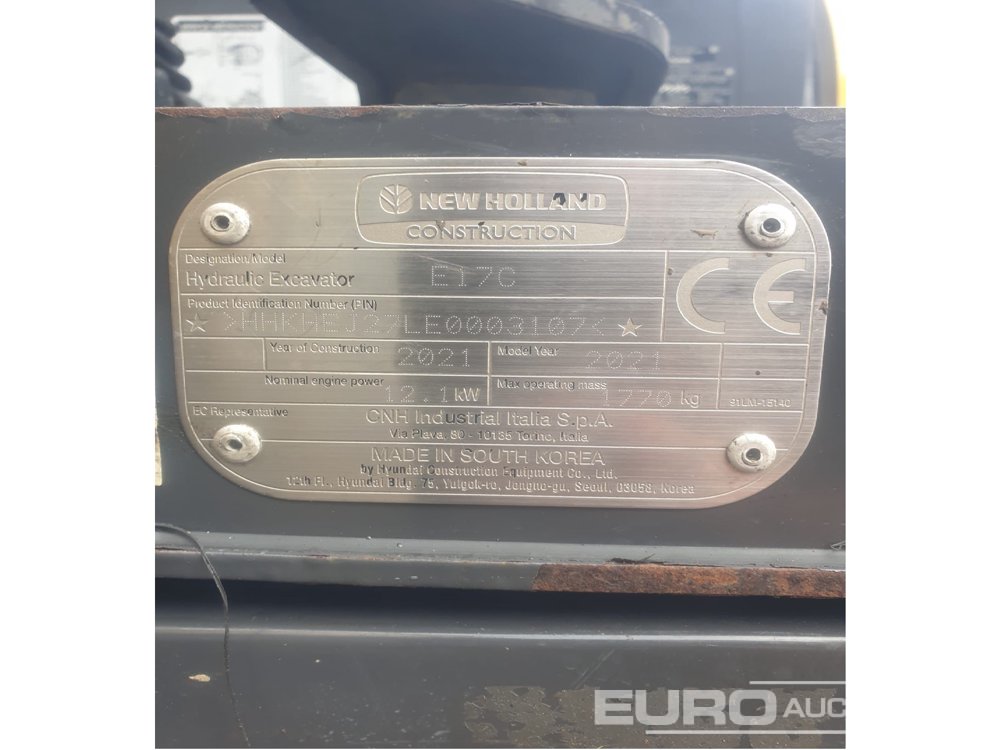 NEW HOLLAND
CONSTRUCTION
Designation/Model
Hydraulic Excavator E17C
Product Identification Number (PIN)
☆ >HHKHEJ37LE0003107< ☆
Year of Construction 2021 Model Year 2021
Nominal engine power 12.1 kW Max operating mass 1770 kg 91LM-15140
EC Representative
CNH Industrial Italia S.p.A.
Via Plava, 80 - 10135 Torino, Italia
MADE IN SOUTH KOREA
by Hyundai Construction Equipment Co., Ltd.
12th Fl., Hyundai Bldg. 75, Yulgok-ro, Jongno-gu, Seoul, 03058, Korea
CE
EURO AUC